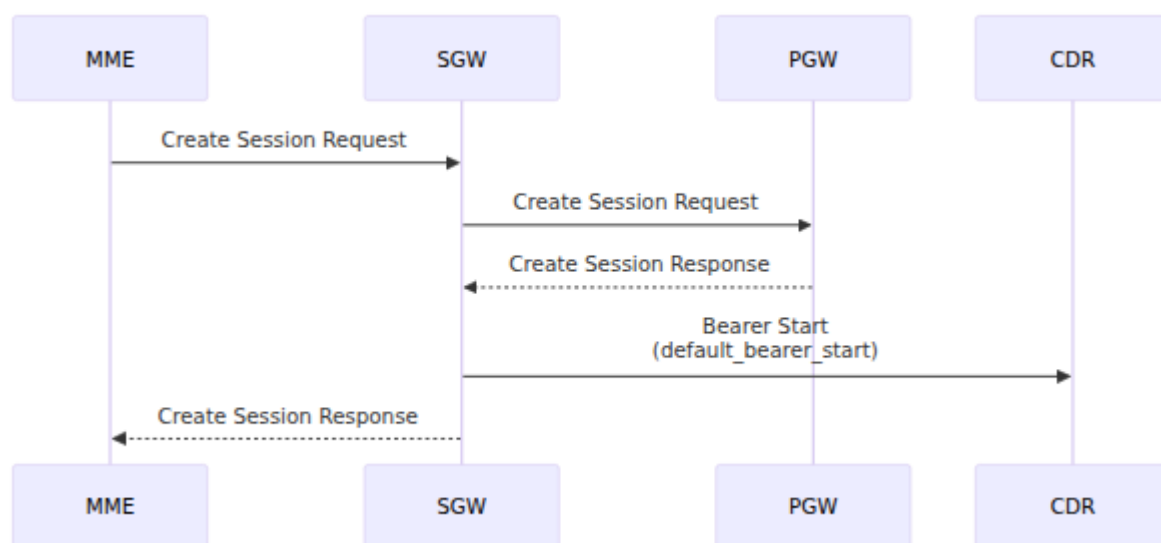 MME
SGW
PGW
CDR
Create Session Request
Create Session Request
Create Session Response
Bearer Start
(default_bearer_start)
Create Session Response
MME
SGW
PGW
CDR